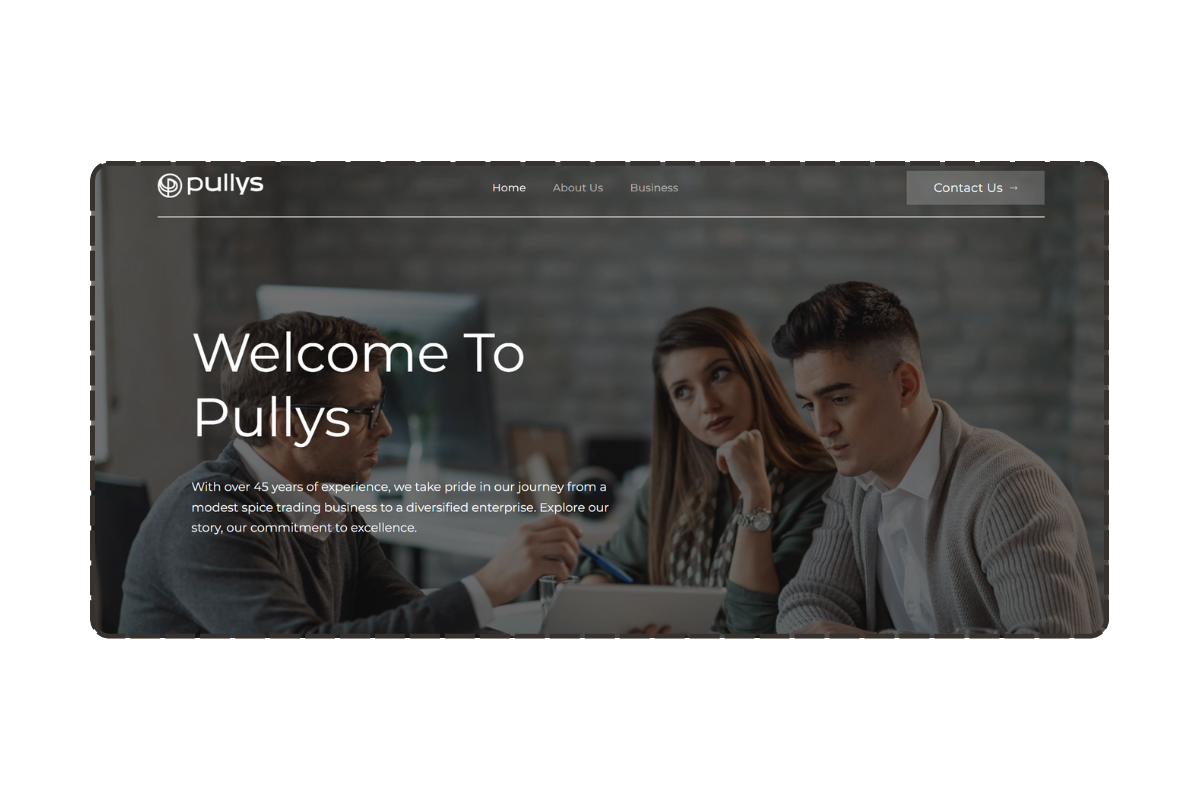 pullys
Home About Us Business
Contact Us →
Welcome To
Pullys
With over 45 years of experience, we take pride in our journey from a
modest spice trading business to a diversified enterprise. Explore our
story, our commitment to excellence.